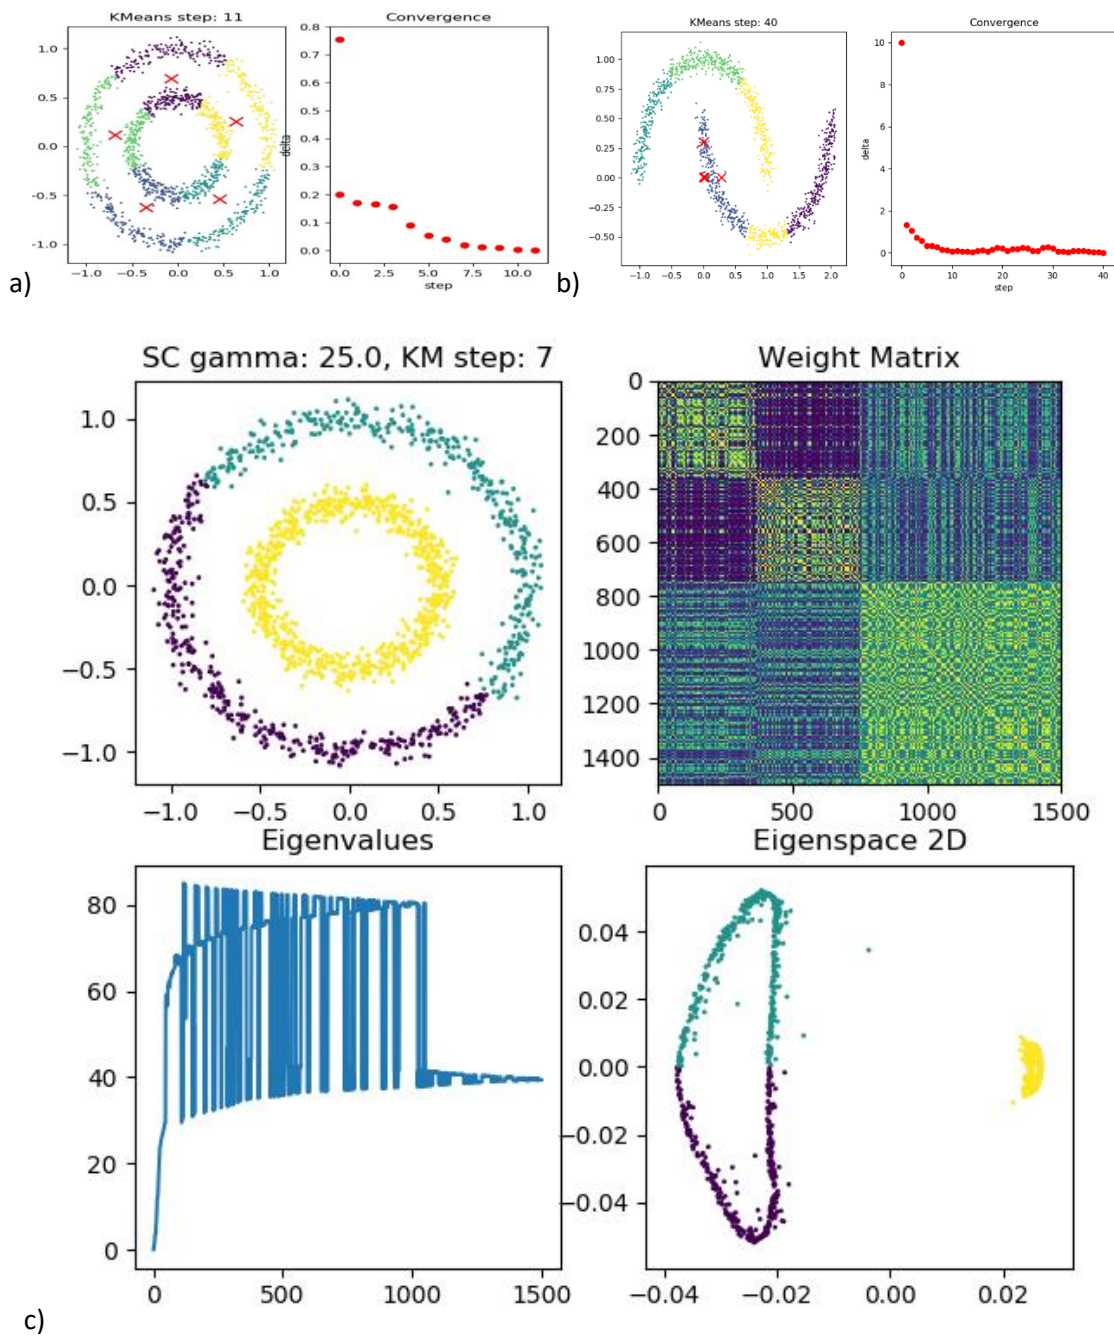 KMeans step: 11
Convergence
1.0
0.5
0.0
−0.5
−1.0
−1.0 −0.5 0.0 0.5 1.0
delta
0.8
0.7
0.6
0.5
0.4
0.3
0.2
0.1
0.0
0.0 2.5 5.0 7.5 10.0
step
a)
KMeans step: 40
Convergence
1.00
0.75
0.50
0.25
0.00
−0.25
−0.50
−1.0 −0.5 0.0 0.5 1.0 1.5 2.0
delta
10
8
6
4
2
0
0 10 20 30 40
step
b)
SC gamma: 25.0, KM step: 7
1.0
0.5
0.0
−0.5
−1.0
−1.0 −0.5 0.0 0.5 1.0
Weight Matrix
0
200
400
600
800
1000
1200
1400
0 500 1000 1500
Eigenvalues
80
60
40
20
0
0 500 1000 1500
Eigenspace 2D
0.04
0.02
0.00
−0.02
−0.04
−0.04 −0.02 0.00 0.02
c)